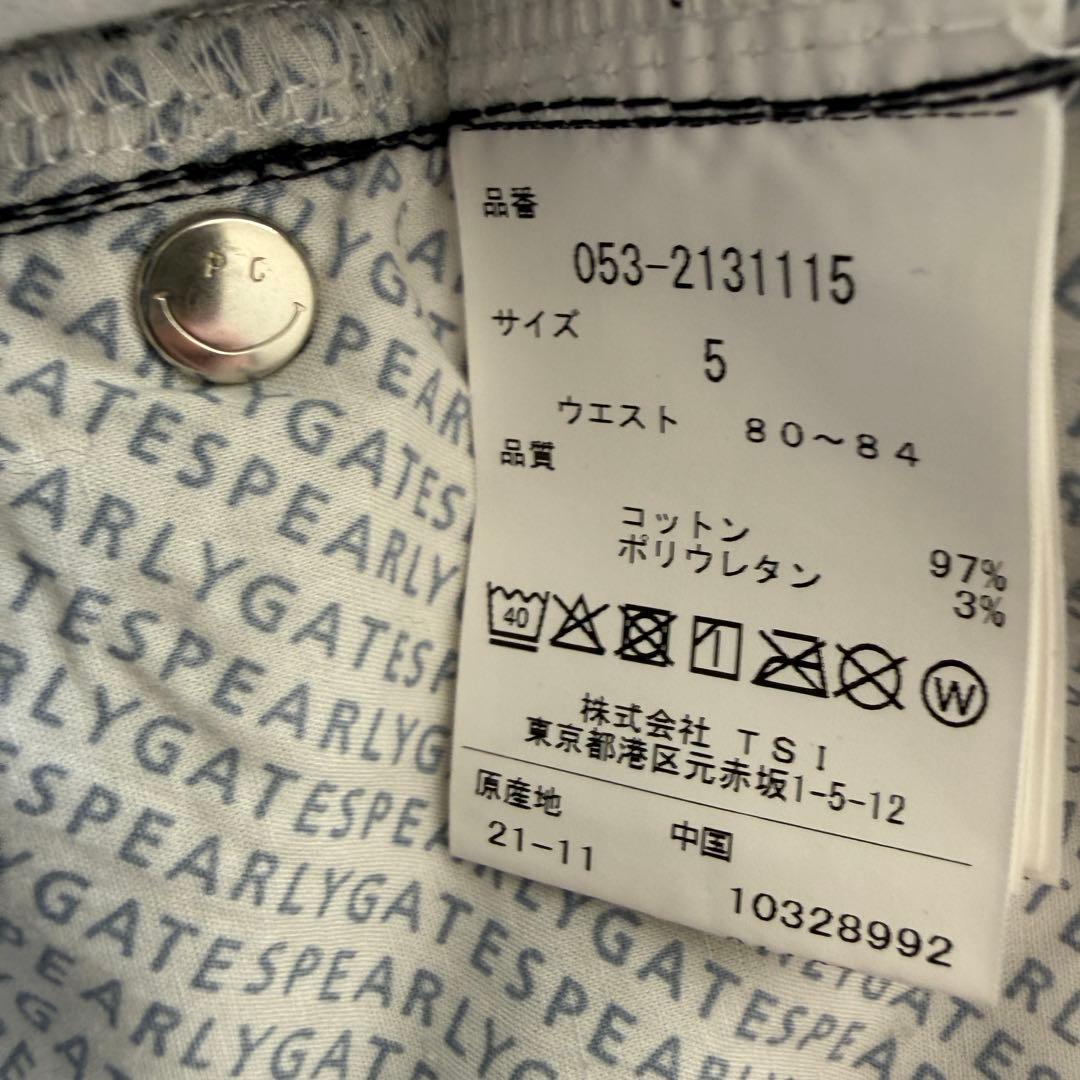 P G
PEARLYGATES
品番
053-2131115
サイズ
5
ウエスト 80～84
品質
コットン 97%
ポリウレタン 3%
40
W
株式会社 TSI
東京都港区元赤坂1-5-12
原産地
中国
21-11
10328992